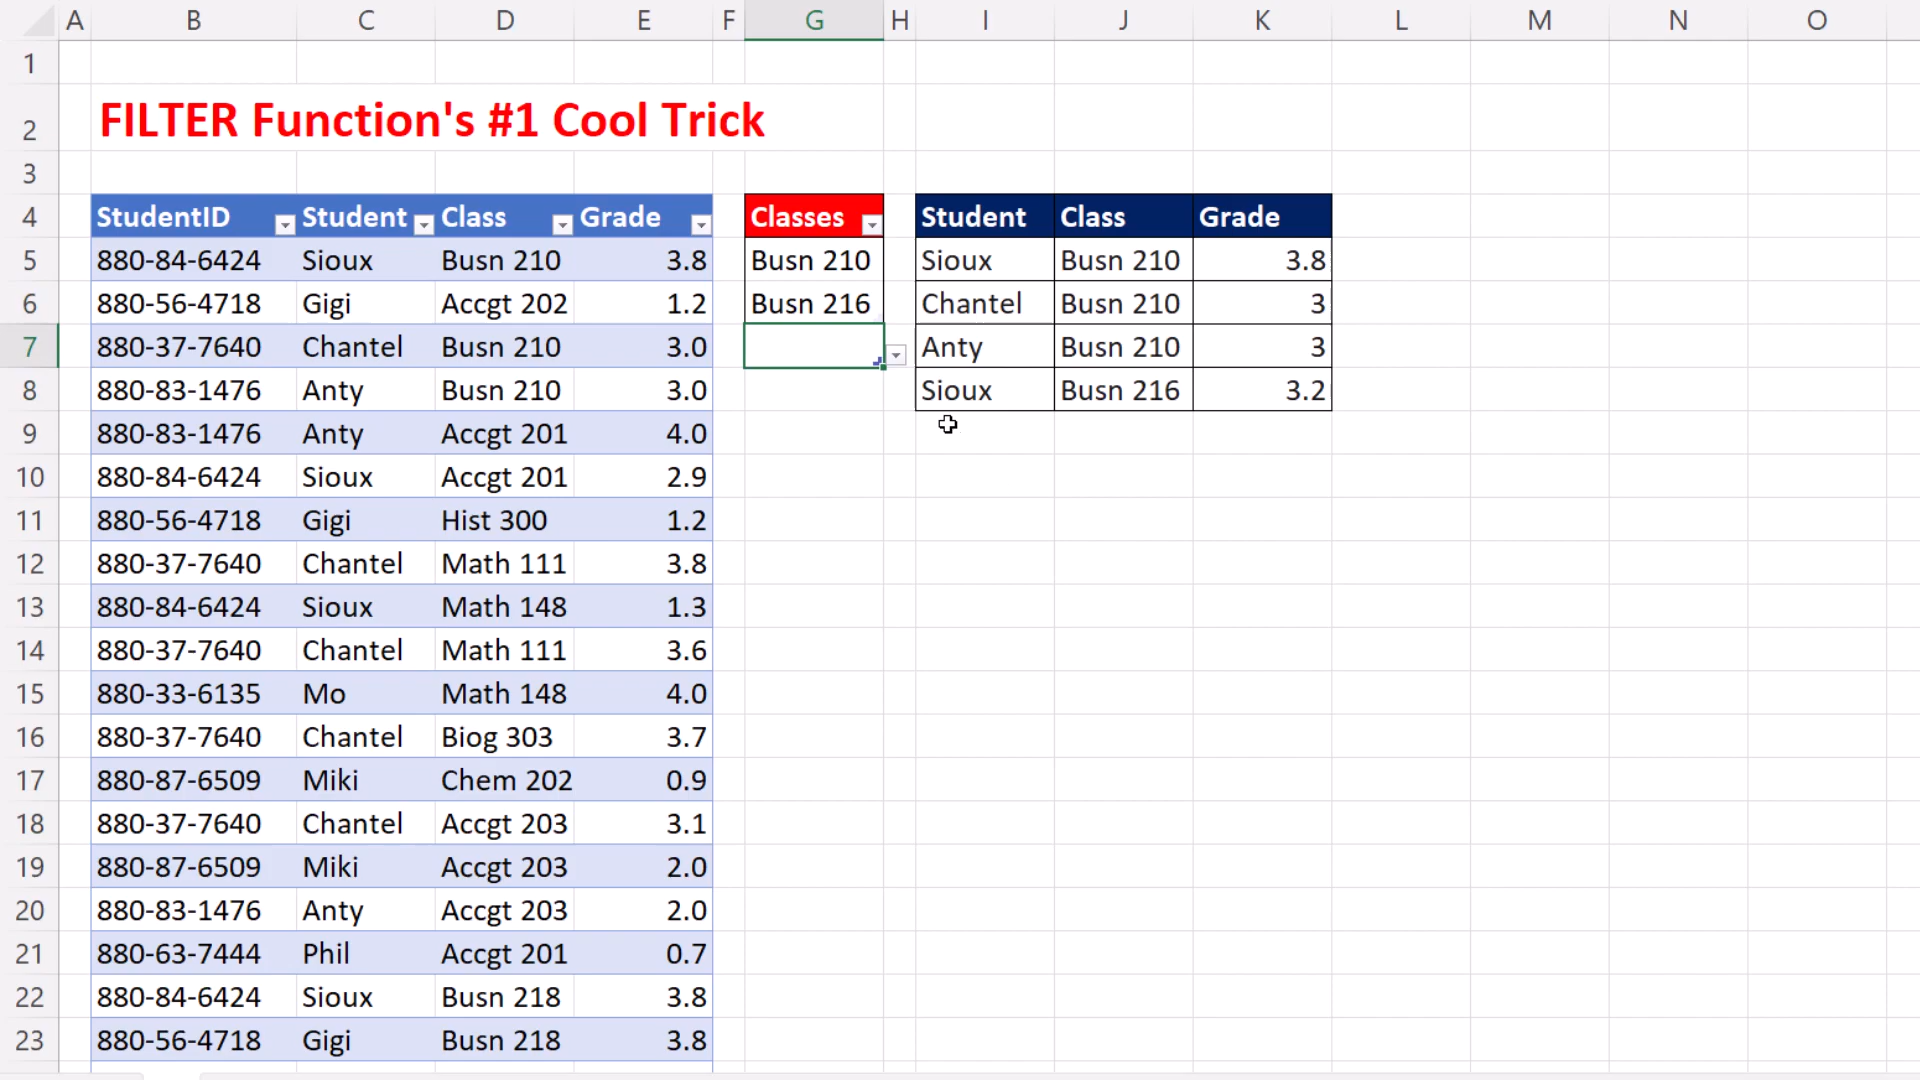 A B C D E F G H I J K L M N O
1
2 FILTER Function's #1 Cool Trick
3
4 StudentID Student Class Grade Classes Student Class Grade
5 880-84-6424 Sioux Busn 210 3.8 Busn 210 Sioux Busn 210 3.8
6 880-56-4718 Gigi Accgt 202 1.2 Busn 216 Chantel Busn 210 3
7 880-37-7640 Chantel Busn 210 3.0 Anty Busn 210 3
8 880-83-1476 Anty Busn 210 3.0 Sioux Busn 216 3.2
9 880-83-1476 Anty Accgt 201 4.0
10 880-84-6424 Sioux Accgt 201 2.9
11 880-56-4718 Gigi Hist 300 1.2
12 880-37-7640 Chantel Math 111 3.8
13 880-84-6424 Sioux Math 148 1.3
14 880-37-7640 Chantel Math 111 3.6
15 880-33-6135 Mo Math 148 4.0
16 880-37-7640 Chantel Biog 303 3.7
17 880-87-6509 Miki Chem 202 0.9
18 880-37-7640 Chantel Accgt 203 3.1
19 880-87-6509 Miki Accgt 203 2.0
20 880-83-1476 Anty Accgt 203 2.0
21 880-63-7444 Phil Accgt 201 0.7
22 880-84-6424 Sioux Busn 218 3.8
23 880-56-4718 Gigi Busn 218 3.8